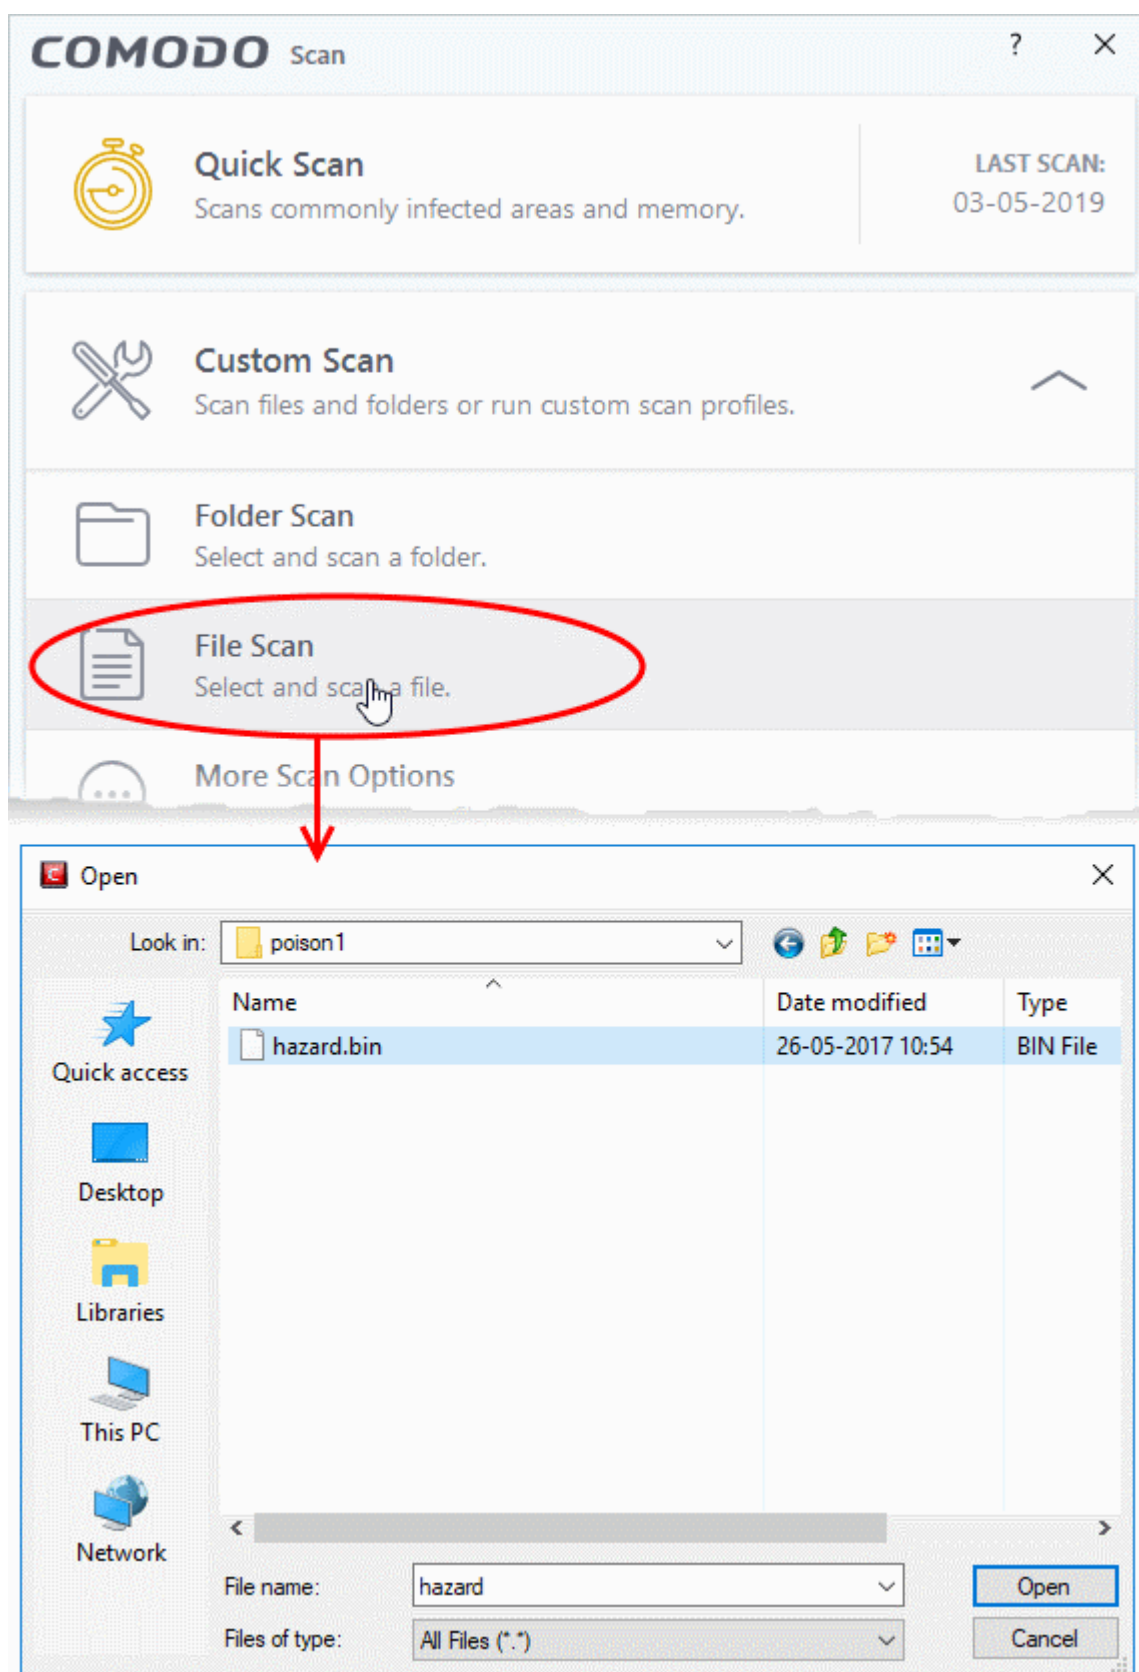 COMODO Scan ?
Quick Scan
Scans commonly infected areas and memory.
LAST SCAN:
03-05-2019
Custom Scan
Scan files and folders or run custom scan profiles.
Folder Scan
Select and scan a folder.
File Scan
Select and scan a file.
More Scan Options
Open
Look in: poison1
Name Date modified Type
hazard.bin 26-05-2017 10:54 BIN File
Quick access
Desktop
Libraries
This PC
Network
File name: hazard Open
Files of type: All Files (*.*) Cancel